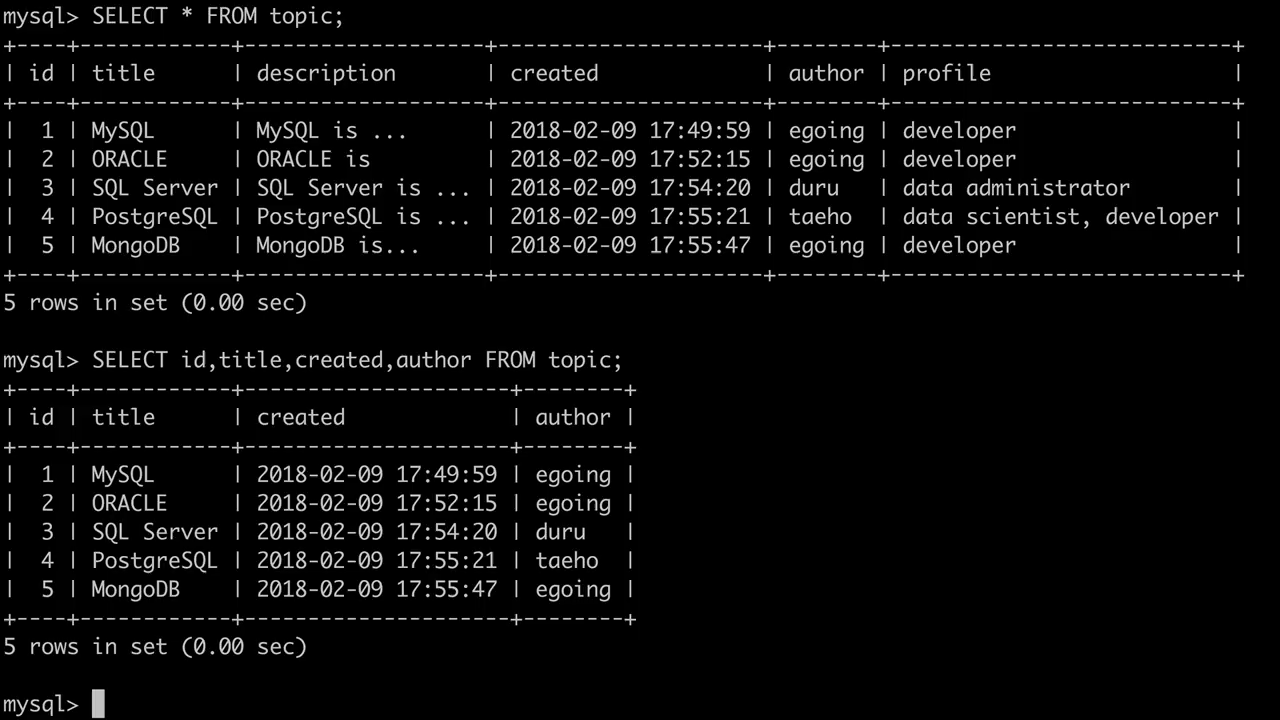 mysql> SELECT * FROM topic;
+----+------------+--------------------+---------------------+--------+---------------------------+
| id | title      | description        | created             | author | profile                   |
+----+------------+--------------------+---------------------+--------+---------------------------+
|  1 | MySQL      | MySQL is ...       | 2018-02-09 17:49:59 | egoing | developer                 |
|  2 | ORACLE     | ORACLE is          | 2018-02-09 17:52:15 | egoing | developer                 |
|  3 | SQL Server | SQL Server is ...  | 2018-02-09 17:54:20 | duru   | data administrator        |
|  4 | PostgreSQL | PostgreSQL is ...  | 2018-02-09 17:55:21 | taeho  | data scientist, developer |
|  5 | MongoDB    | MongoDB is...      | 2018-02-09 17:55:47 | egoing | developer                 |
+----+------------+--------------------+---------------------+--------+---------------------------+
5 rows in set (0.00 sec)

mysql> SELECT id,title,created,author FROM topic;
+----+------------+---------------------+--------+
| id | title      | created             | author |
+----+------------+---------------------+--------+
|  1 | MySQL      | 2018-02-09 17:49:59 | egoing |
|  2 | ORACLE     | 2018-02-09 17:52:15 | egoing |
|  3 | SQL Server | 2018-02-09 17:54:20 | duru   |
|  4 | PostgreSQL | 2018-02-09 17:55:21 | taeho  |
|  5 | MongoDB    | 2018-02-09 17:55:47 | egoing |
+----+------------+---------------------+--------+
5 rows in set (0.00 sec)

mysql>